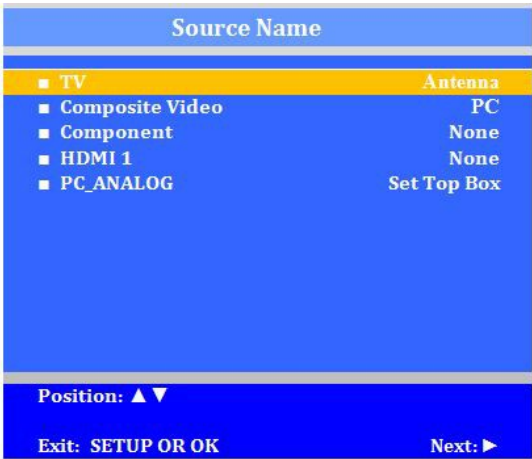 Source Name
■ TV Antenna
■ Composite Video PC
■ Component None
■ HDMI 1 None
■ PC_ANALOG Set Top Box
Position: ▲ ▼
Exit: SETUP OR OK Next: ►